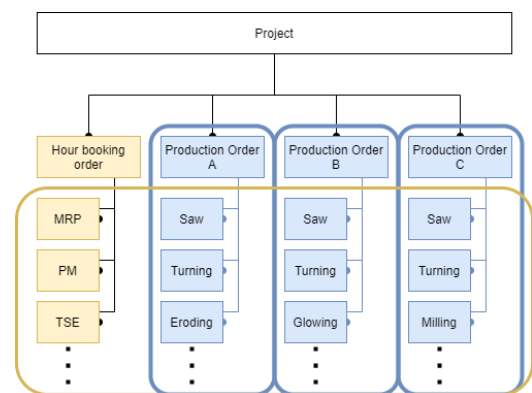 Project
Hour booking
order
Production Order
A
Production Order
B
Production Order
C
MRP
Saw
Saw
Saw
PM
Turning
Turning
Turning
TSE
Eroding
Glowing
Milling